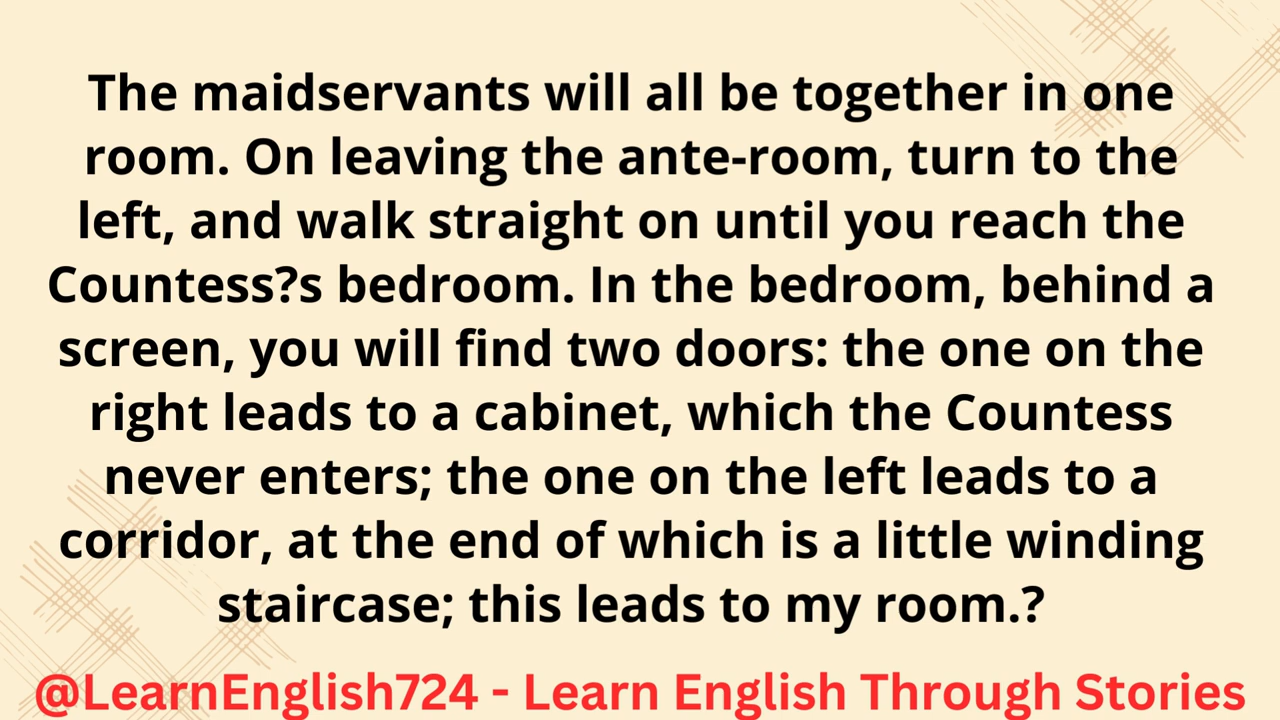 The maidservants will all be together in one
room. On leaving the ante-room, turn to the
left, and walk straight on until you reach the
Countess?s bedroom. In the bedroom, behind a
screen, you will find two doors: the one on the
right leads to a cabinet, which the Countess
never enters; the one on the left leads to a
corridor, at the end of which is a little winding
staircase; this leads to my room.?
@LearnEnglish724 - Learn English Through Stories